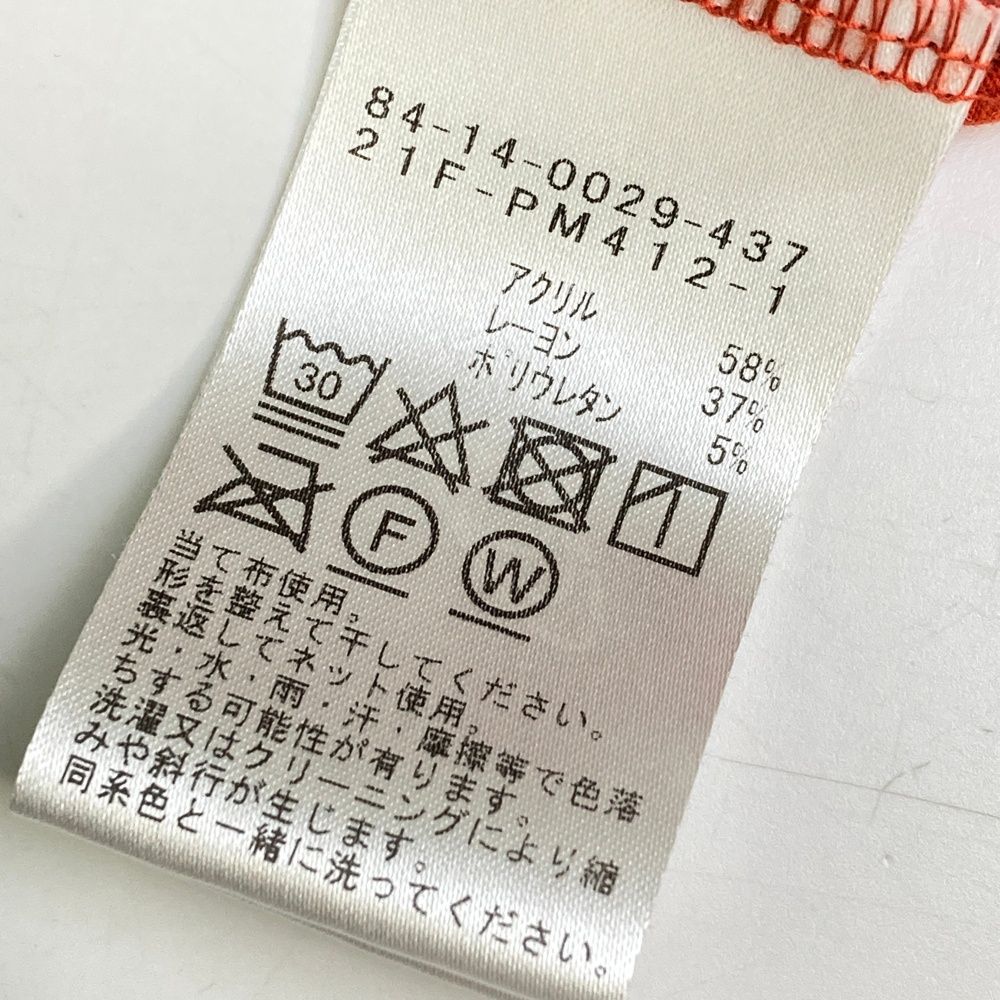 84-14-0029-437
21F-PM412-1
アクリル 58%
レーヨン 37%
ポリウレタン 5%
30
F
W
当て布使用。
形を整えて干してください。
裏返してネット使用。
光・水・雨・汗・摩擦等で色落
ちする可能性が有ります。
洗濯又はクリーニングにより縮
みや斜行が生じます。
同系色と一緒に洗ってください。